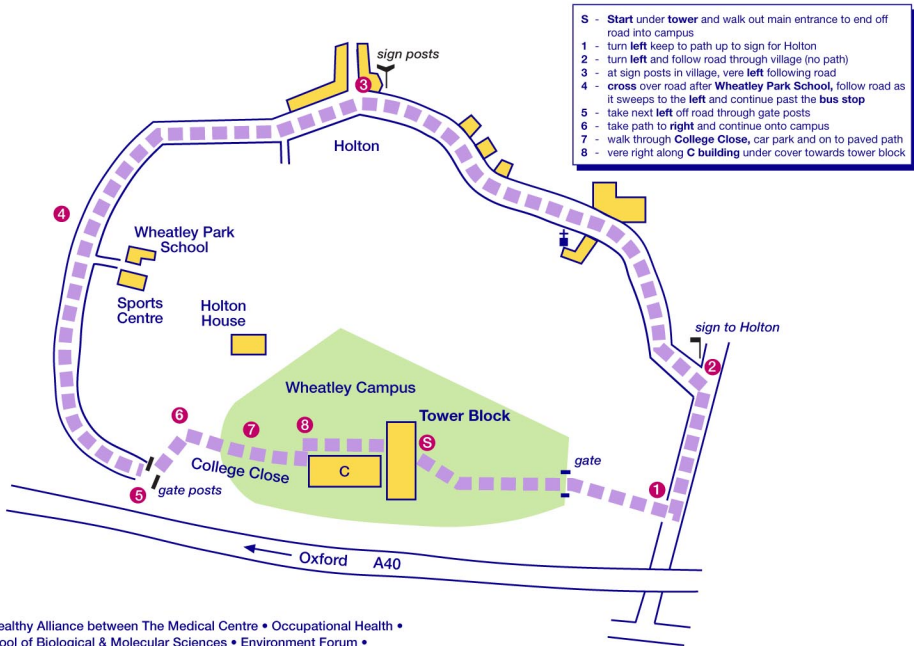 S - Start under tower and walk out main entrance to end off
road into campus
1 - turn left keep to path up to sign for Holton
2 - turn left and follow road through village (no path)
3 - at sign posts in village, vere left following road
4 - cross over road after Wheatley Park School, follow road as
it sweeps to the left and continue past the bus stop
5 - take next left off road through gate posts
6 - take path to right and continue onto campus
7 - walk through College Close, car park and on to paved path
8 - vere right along C building under cover towards tower block
sign posts
3
Holton
4
Wheatley Park
School
Sports
Centre
Holton
House
sign to Holton
2
Wheatley Campus
Tower Block
6
7
8
S
College Close
C
gate
5
gate posts
1
Oxford A40
ealthy Alliance between The Medical Centre • Occupational Health •
ool of Biological & Molecular Sciences • Environment Forum •